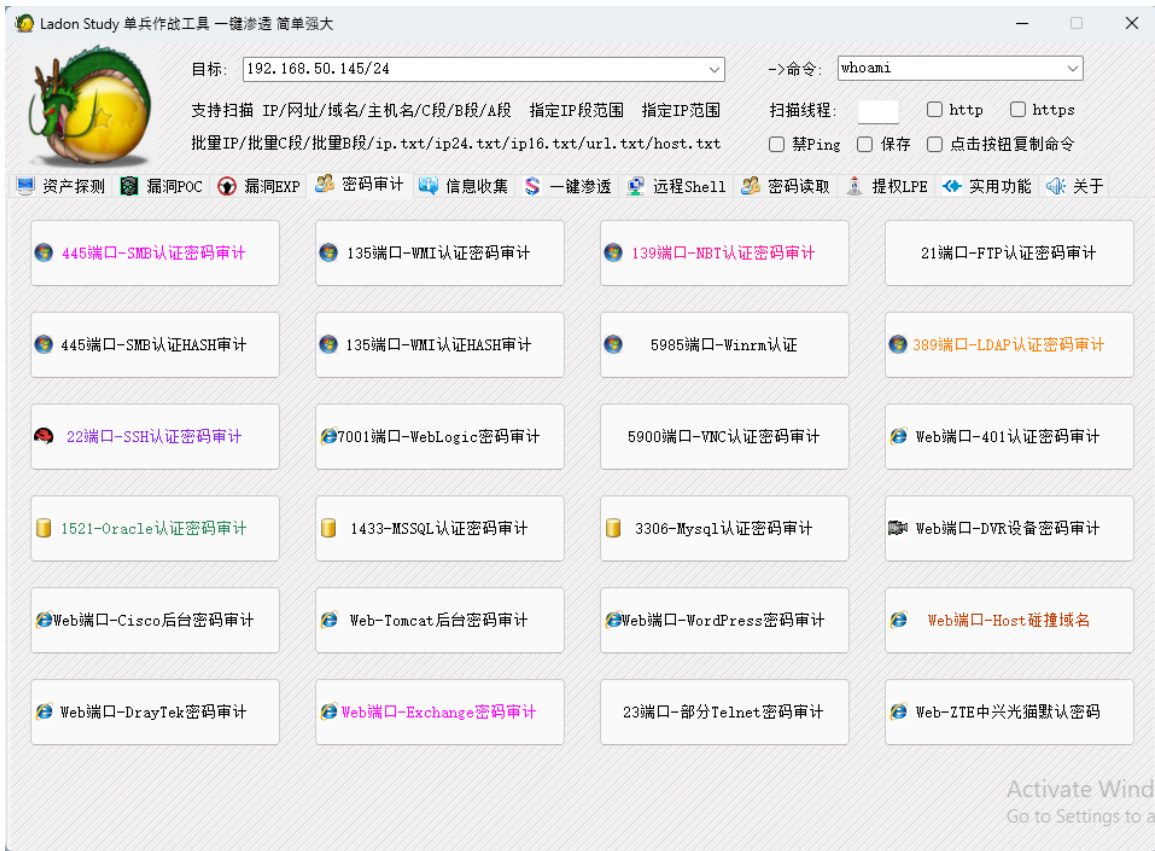 Ladon Study 单兵作战工具 一键渗透 简单强大
目标: 192.168.50.145/24 ->命令: whoami
支持扫描 IP/网址/域名/主机名/C段/B段/A段 指定IP段范围 指定IP范围 扫描线程: http https
批量IP/批量C段/批量B段/ip.txt/ip24.txt/ip16.txt/url.txt/host.txt 禁Ping 保存 点击按钮复制命令
资产探测 漏洞POC 漏洞EXP 密码审计 信息收集 一键渗透 远程Shell 密码读取 提权LPE 实用功能 关于
445端口-SMB认证密码审计 135端口-WMI认证密码审计 139端口-NBT认证密码审计 21端口-FTP认证密码审计
445端口-SMB认证HASH审计 135端口-WMI认证HASH审计 5985端口-Winrm认证 389端口-LDAP认证密码审计
22端口-SSH认证密码审计 7001端口-WebLogic密码审计 5900端口-VNC认证密码审计 Web端口-401认证密码审计
1521-Oracle认证密码审计 1433-MSSQL认证密码审计 3306-Mysql认证密码审计 Web端口-DVR设备密码审计
Web端口-Cisco后台密码审计 Web-Tomcat后台密码审计 Web端口-WordPress密码审计 Web端口-Host碰撞域名
Web端口-DrayTek密码审计 Web端口-Exchange密码审计 23端口-部分Telnet密码审计 Web-ZTE中兴光猫默认密码
Activate Wind
Go to Settings to a